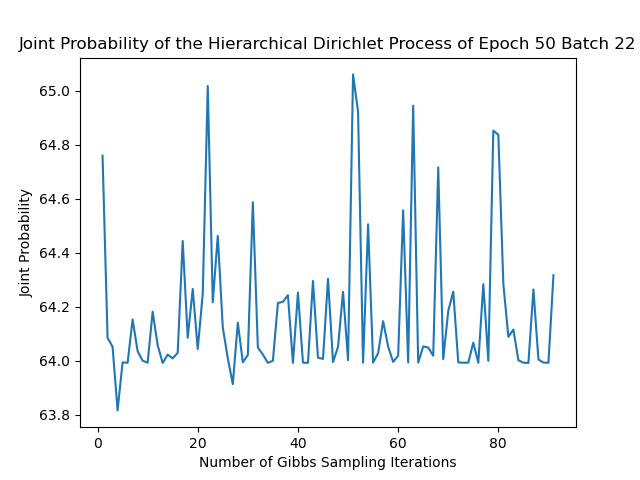 Joint Probability of the Hierarchical Dirichlet Process of Epoch 50 Batch 22
65.0
64.8
64.6
64.4
64.2
64.0
63.8
Joint Probability
0 20 40 60 80
Number of Gibbs Sampling Iterations